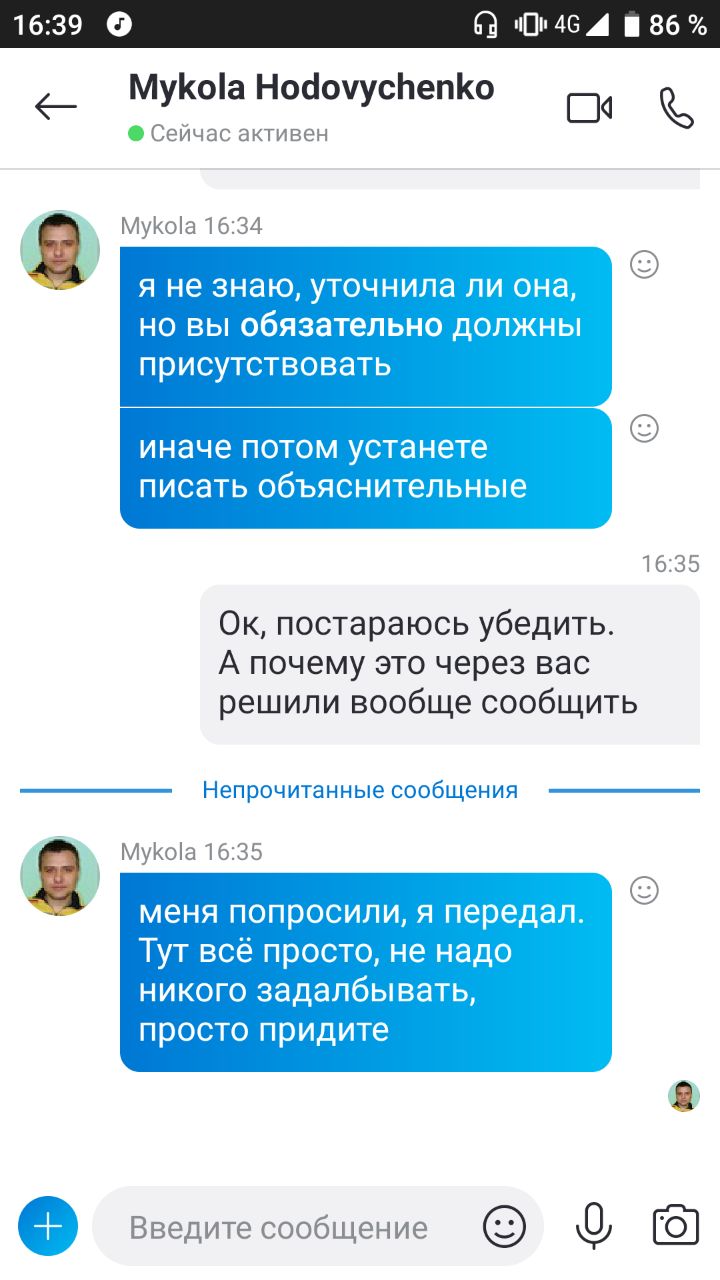 16:39
4G
86 %
Mykola Hodovychenko
Сейчас активен
Mykola 16:34
я не знаю, уточнила ли она,
но вы обязательно должны
присутствовать
иначе потом устанете
писать объяснительные
16:35
Ок, постараюсь убедить.
А почему это через вас
решили вообще сообщить
Непрочитанные сообщения
Mykola 16:35
меня попросили, я передал.
Тут всё просто, не надо
никого задалбывать,
просто придите
Введите сообщение